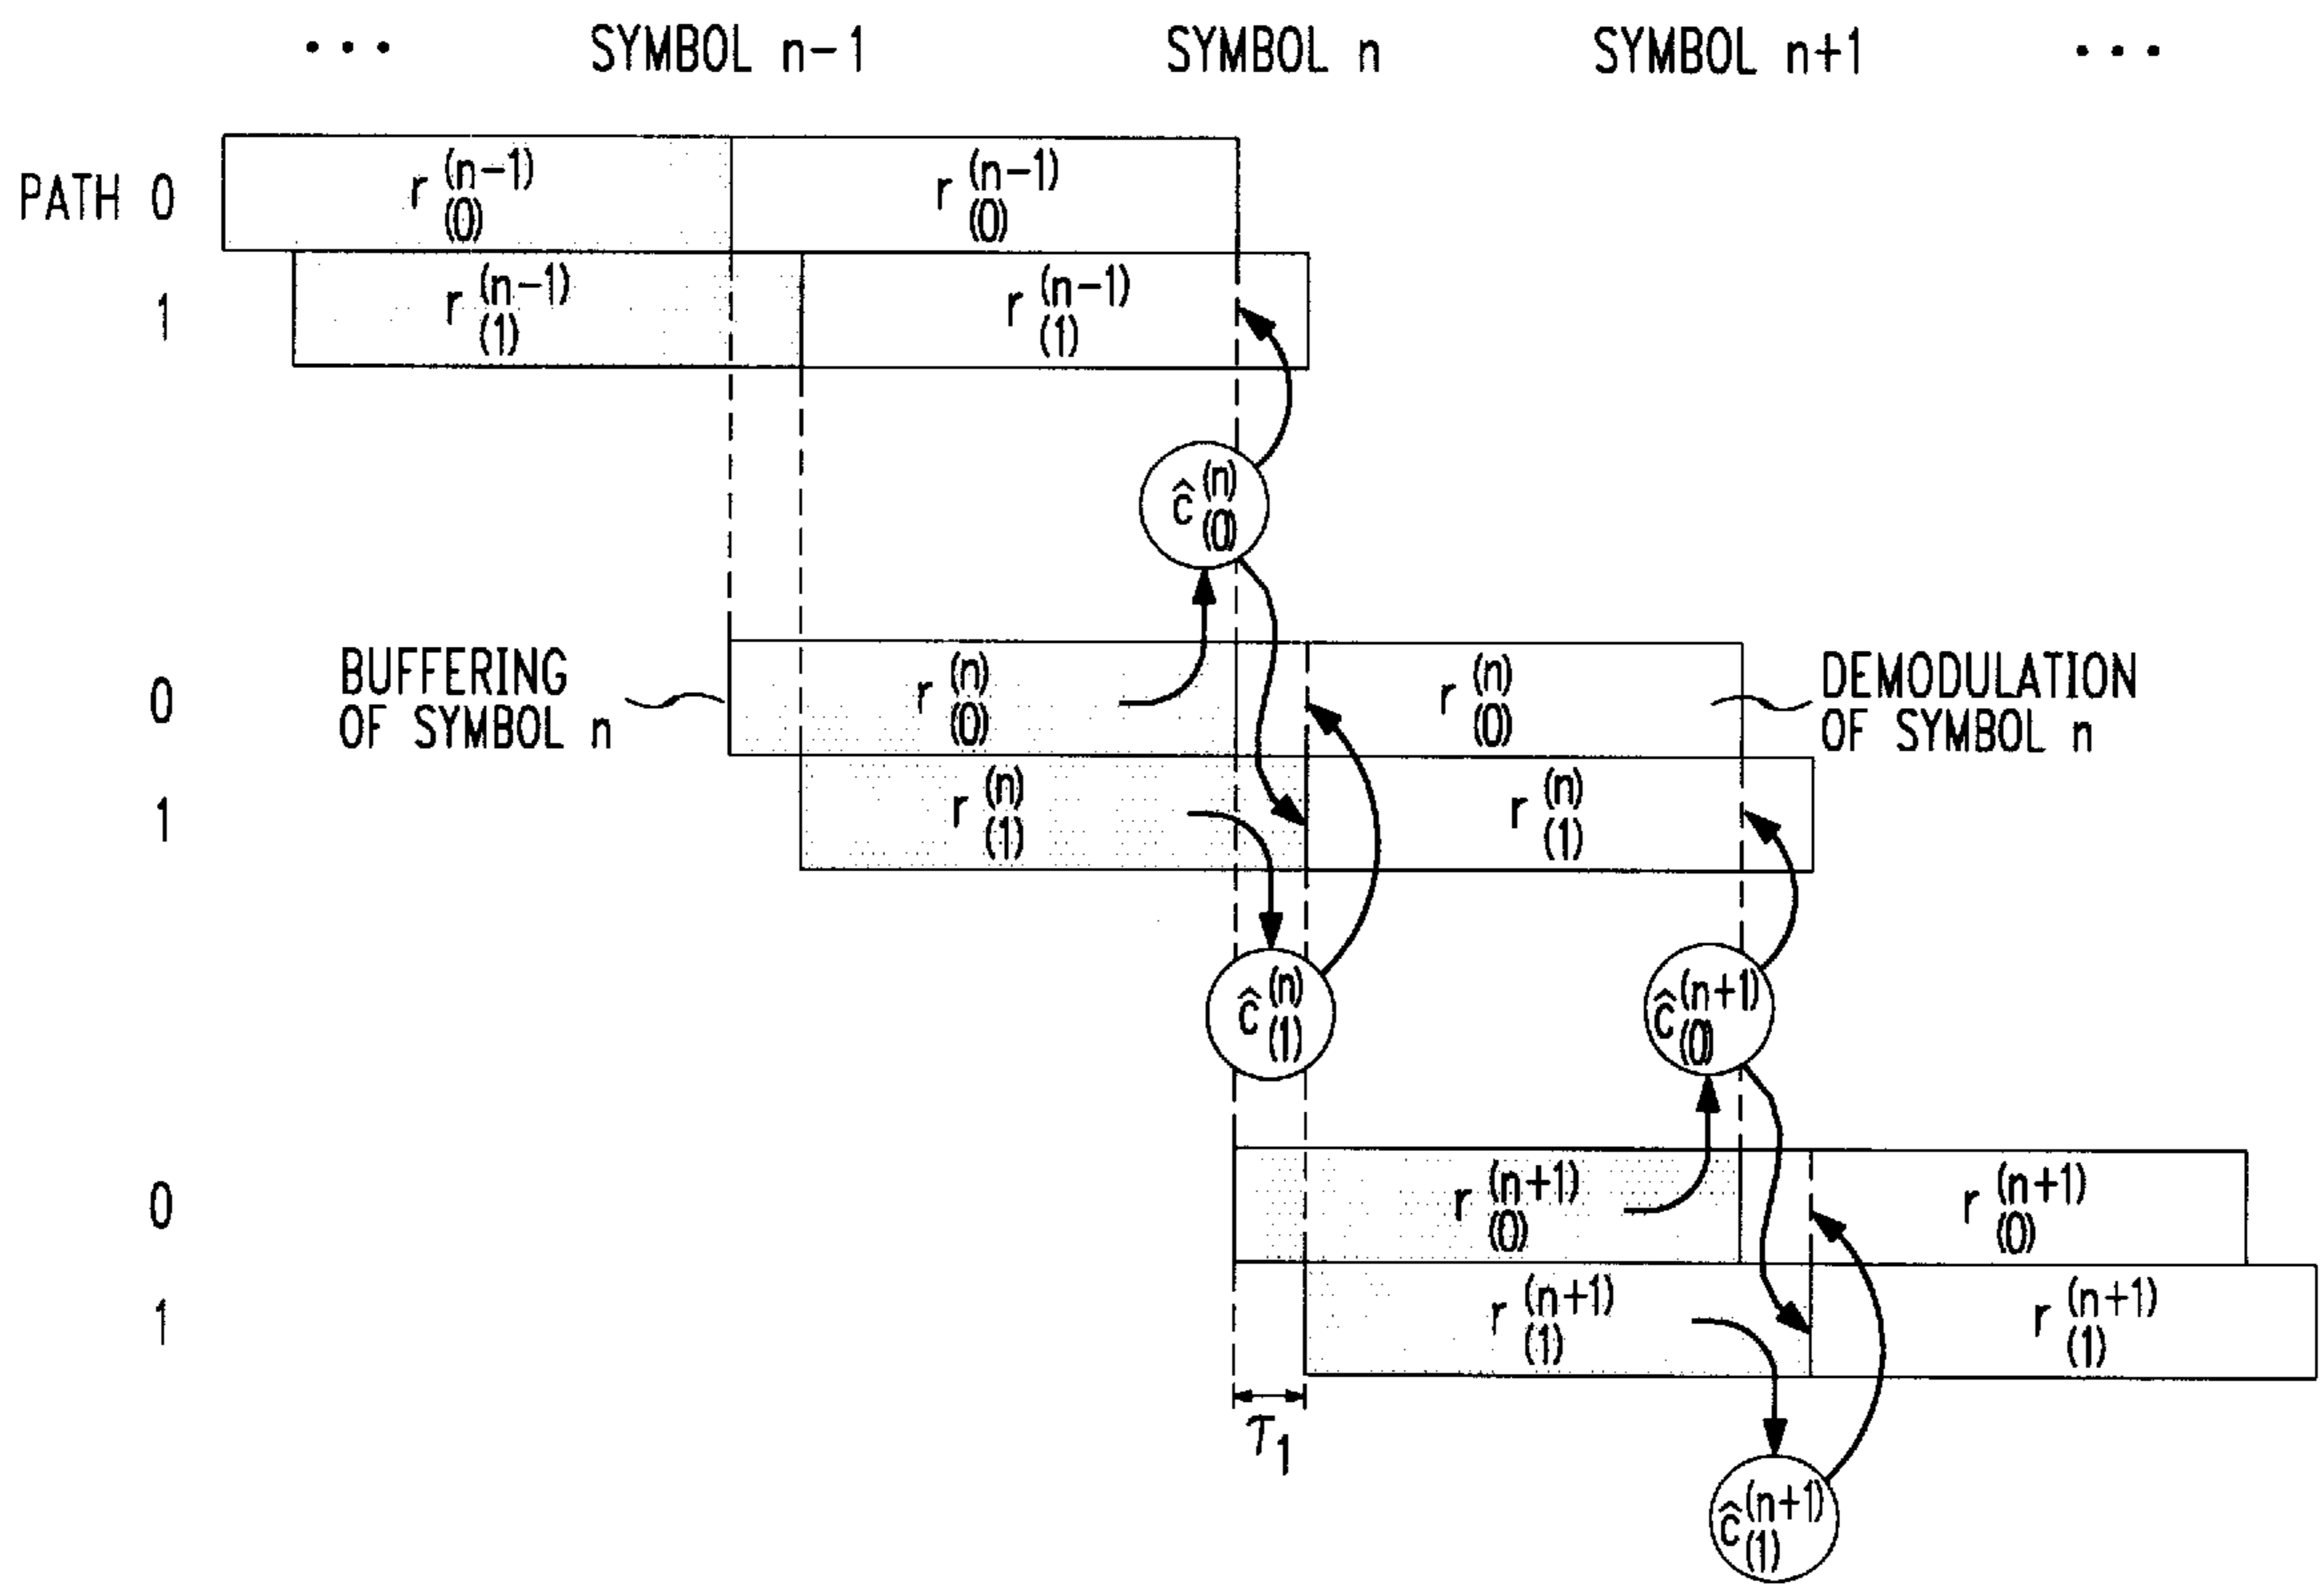 ••• SYMBOL n-1 SYMBOL n SYMBOL n+1 •••
PATH 0 r (n-1) (0) r (n-1) (0)
1 r (n-1) (1) r (n-1) (1)
ĉ (n) (0)
BUFFERING OF SYMBOL n
0 r (n) (0) r (n) (0)
DEMODULATION OF SYMBOL n
1 r (n) (1) r (n) (1)
ĉ (n) (1) ĉ (n+1) (0)
0 r (n+1) (0) r (n+1) (0)
1 r (n+1) (1) r (n+1) (1)
τ1
ĉ (n+1) (1)